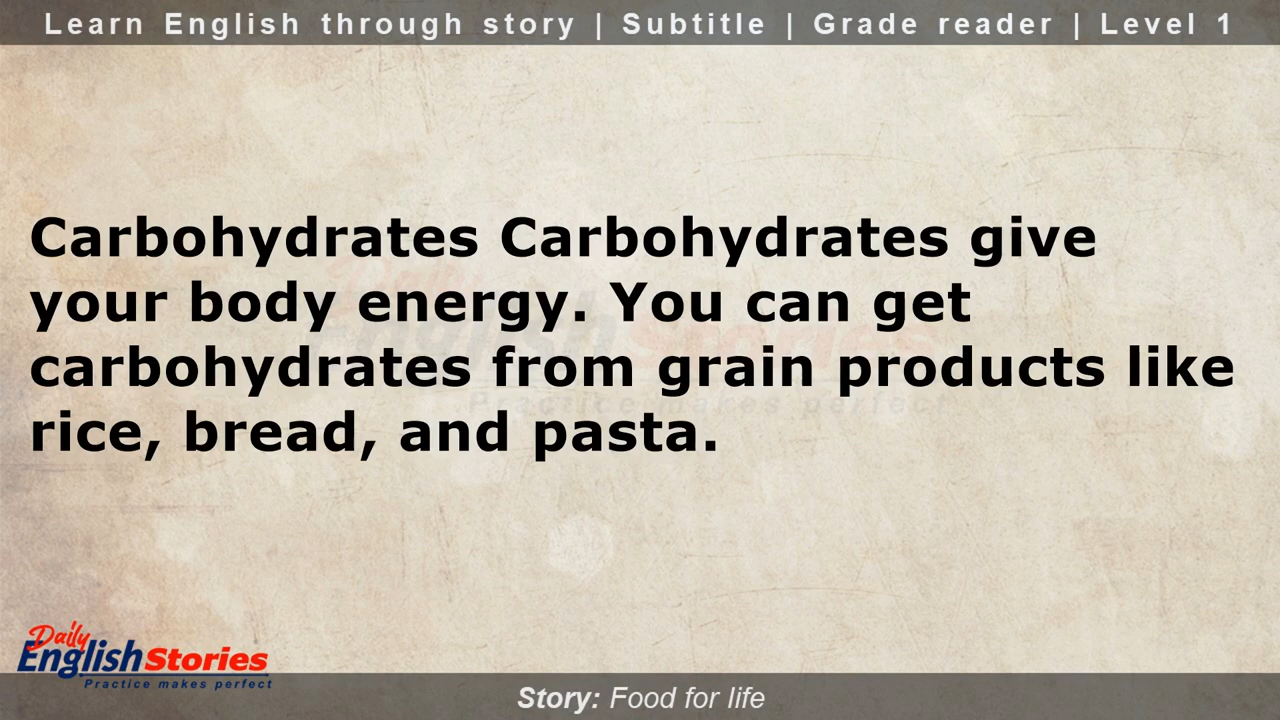 Learn English through story | Subtitle | Grade reader | Level 1
Carbohydrates Carbohydrates give
your body energy. You can get
carbohydrates from grain products like
rice, bread, and pasta.
Daily
English Stories
Practice makes perfect
Story: Food for life